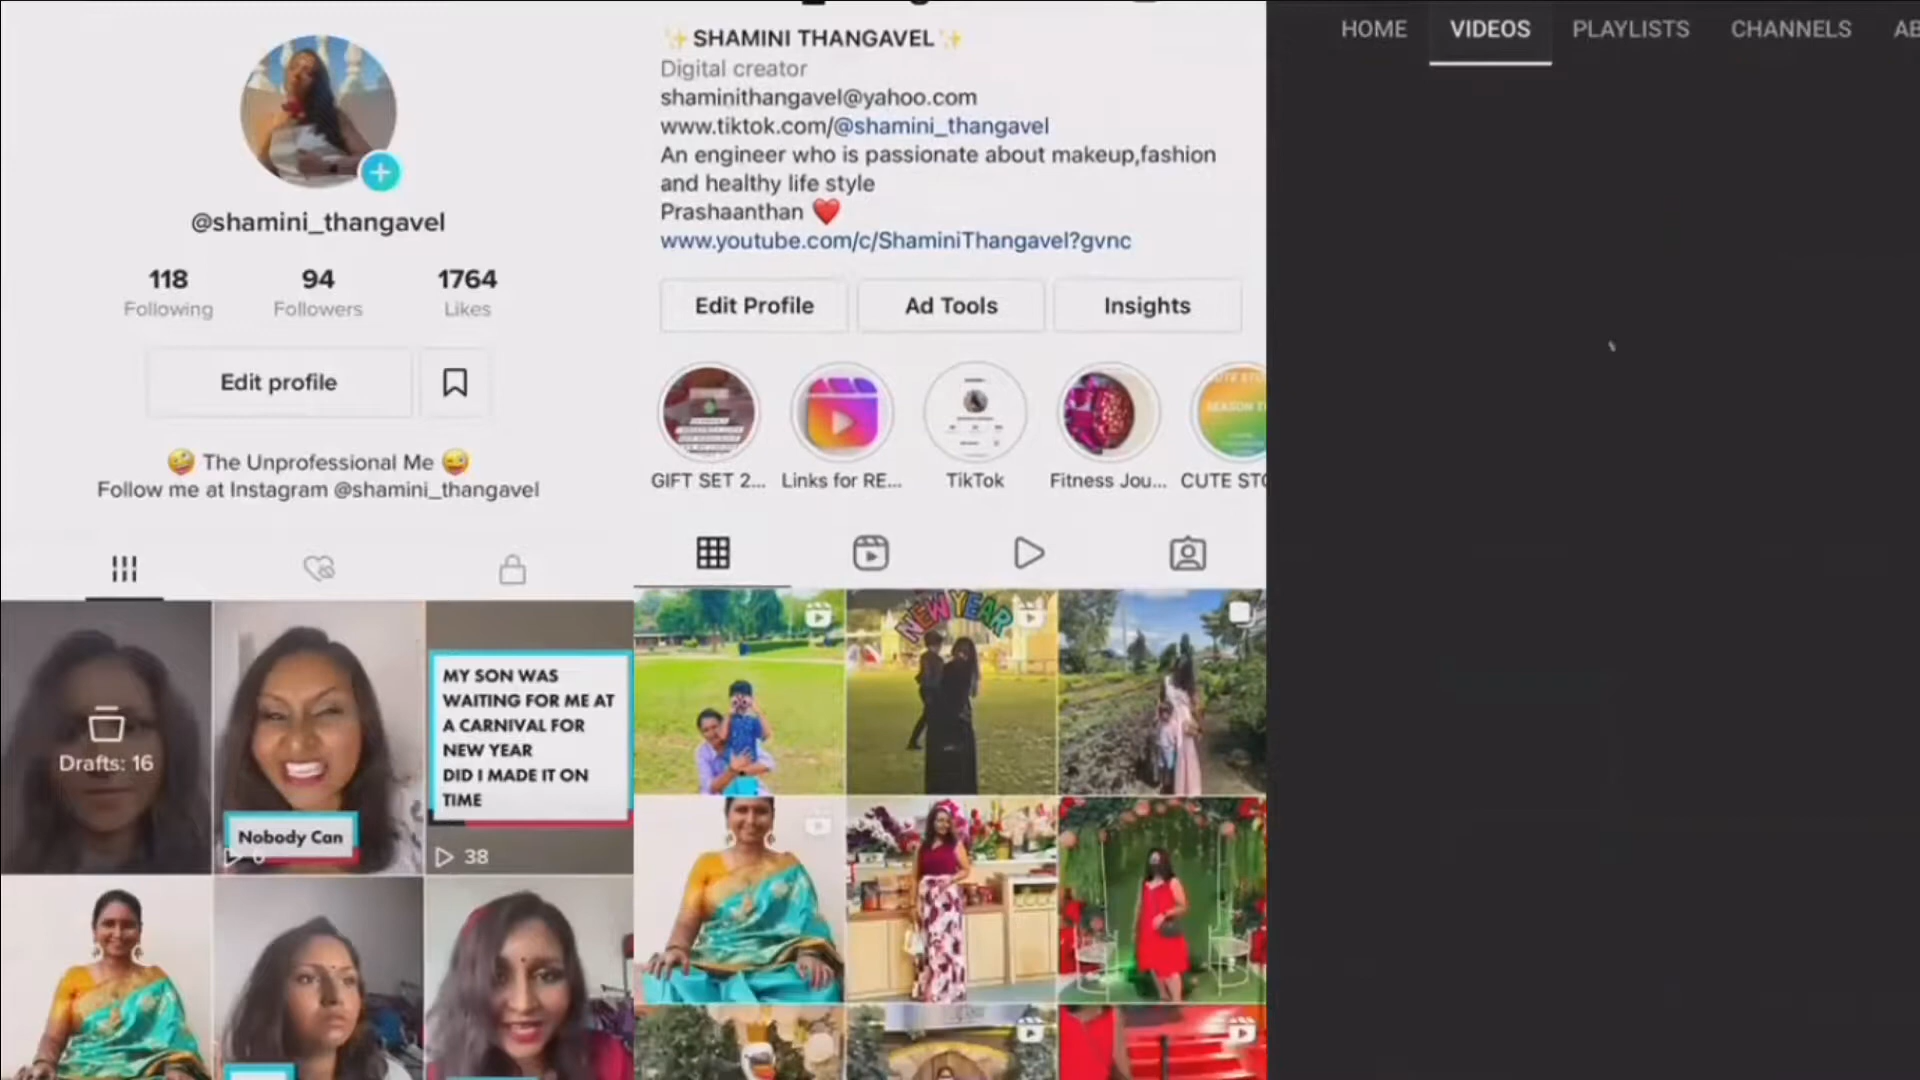 @shamini_thangavel
118
Following
94
Followers
1764
Likes
Edit profile
The Unprofessional Me
Follow me at Instagram @shamini_thangavel
Drafts: 16
Nobody Can
MY SON WAS
WAITING FOR ME AT
A CARNIVAL FOR
NEW YEAR
DID I MADE IT ON
TIME
38
SHAMINI THANGAVEL
Digital creator
shaminithangavel@yahoo.com
www.tiktok.com/@shamini_thangavel
An engineer who is passionate about makeup,fashion
and healthy life style
Prashaanthan
www.youtube.com/c/ShaminiThangavel?gvnc
Edit Profile
Ad Tools
Insights
GIFT SET 2...
Links for RE...
TikTok
Fitness Jou...
CUTE STO
NEW YEAR
HOME
VIDEOS
PLAYLISTS
CHANNELS
AB